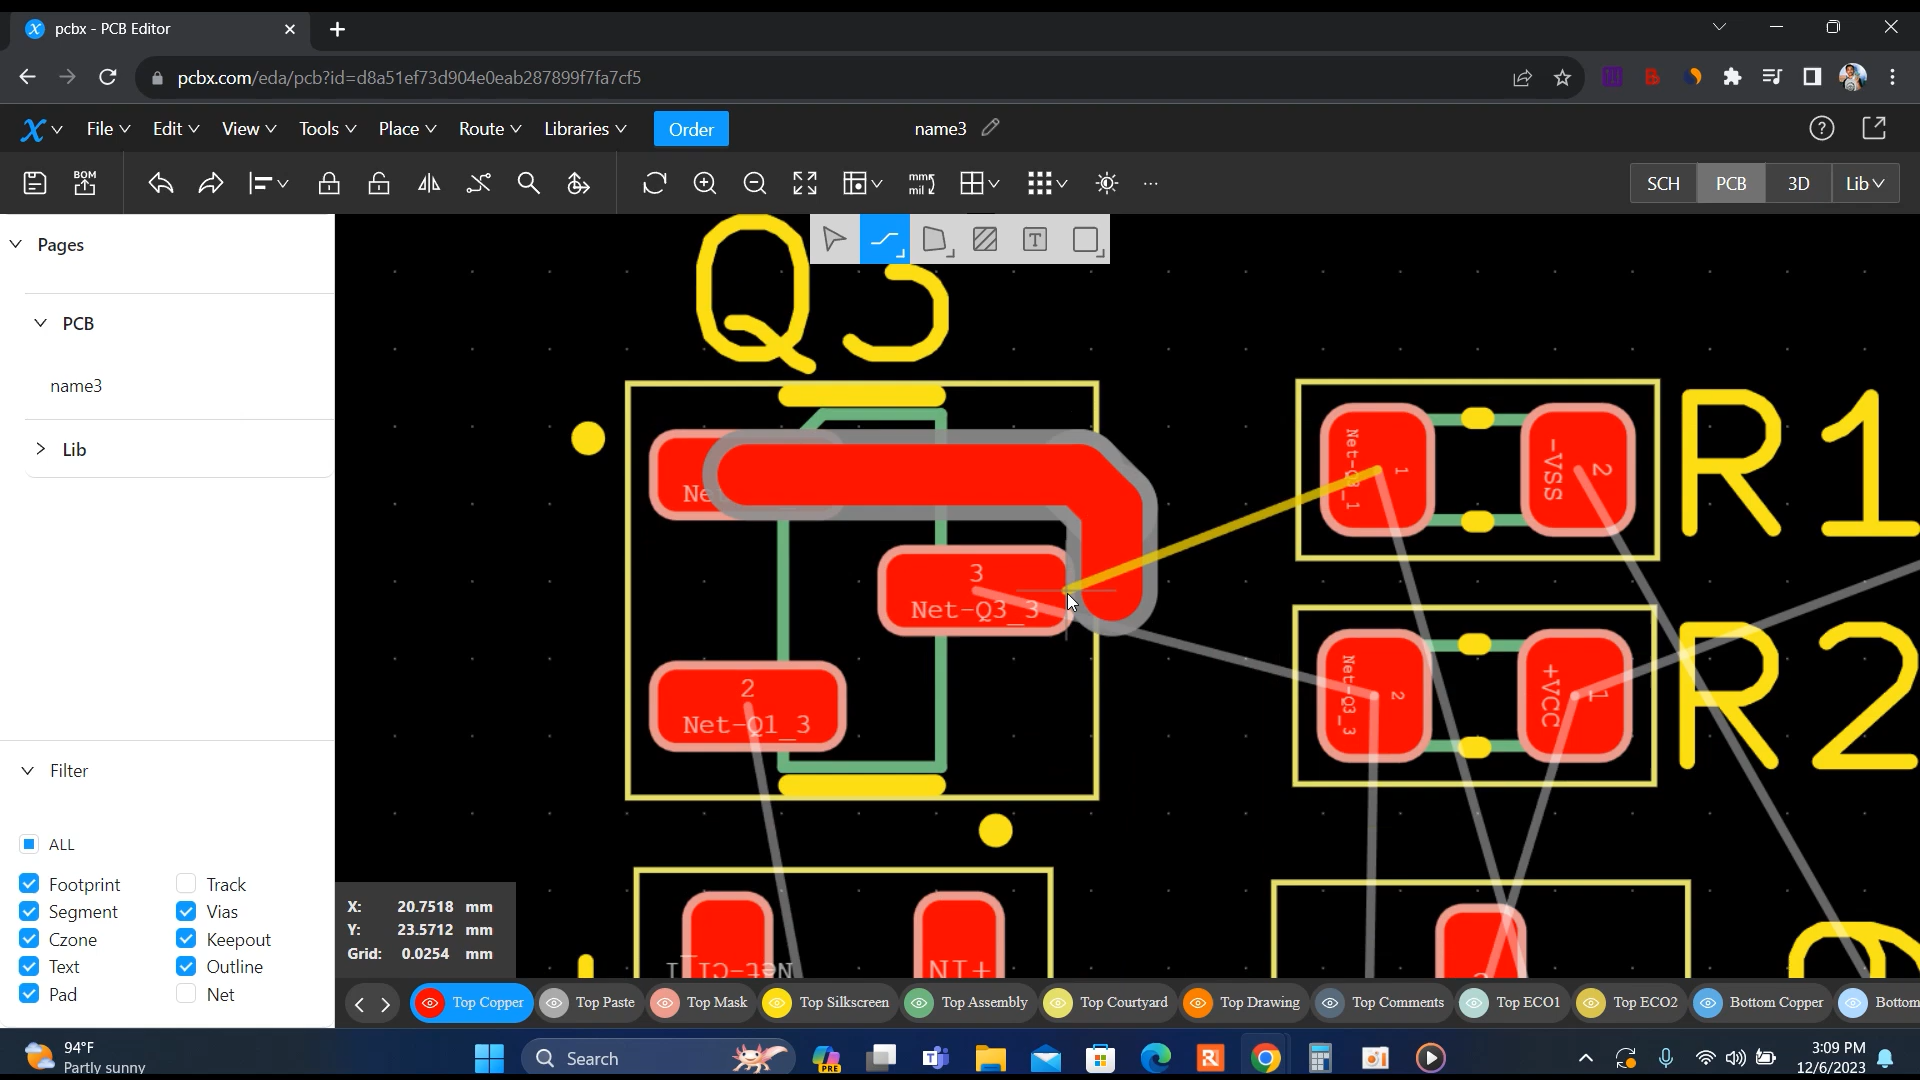 pcbx - PCB Editor
pcbx.com/eda/pcb?id=d8a51ef73d904e0eab287899f7fa7cf5
File Edit View Tools Place Route Libraries Order
name3
BOM
mm
mil
SCH PCB 3D Lib
Pages
PCB
name3
Lib
Filter
ALL
Footprint Track
Segment Vias
Czone Keepout
Text Outline
Pad Net
Q3
Ne
3
Net-Q3_3
2
Net-Q1_3
1
Net-Q3_1
2
-VSS
R1
2
Net-Q3_3
1
+VCC
R2
+IN
X: 20.7518 mm
Y: 23.5712 mm
Grid: 0.0254 mm
Top Copper Top Paste Top Mask Top Silkscreen Top Assembly Top Courtyard Top Drawing Top Comments Top ECO1 Top ECO2 Bottom Copper Bottom
94°F
Partly sunny
Search
PRE
3:09 PM
12/6/2023